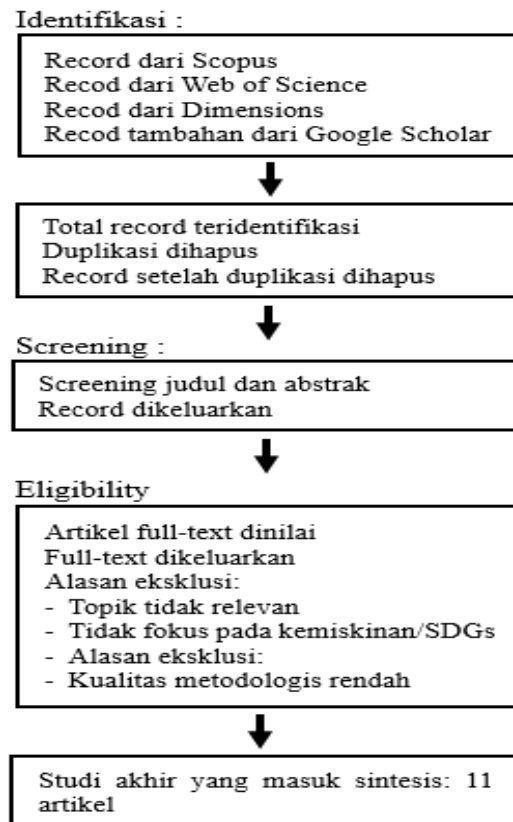 Identifikasi :
Record dari Scopus
Recod dari Web of Science
Recod dari Dimensions
Recod tambahan dari Google Scholar
Total record teridentifikasi
Duplikasi dihapus
Record setelah duplikasi dihapus
Screening :
Screening judul dan abstrak
Record dikeluarkan
Eligibility
Artikel full-text dinilai
Full-text dikeluarkan
Alasan eksklusi:
- Topik tidak relevan
- Tidak fokus pada kemiskinan/SDGs
- Alasan eksklusi:
- Kualitas metodologis rendah
Studi akhir yang masuk sintesis: 11
artikel